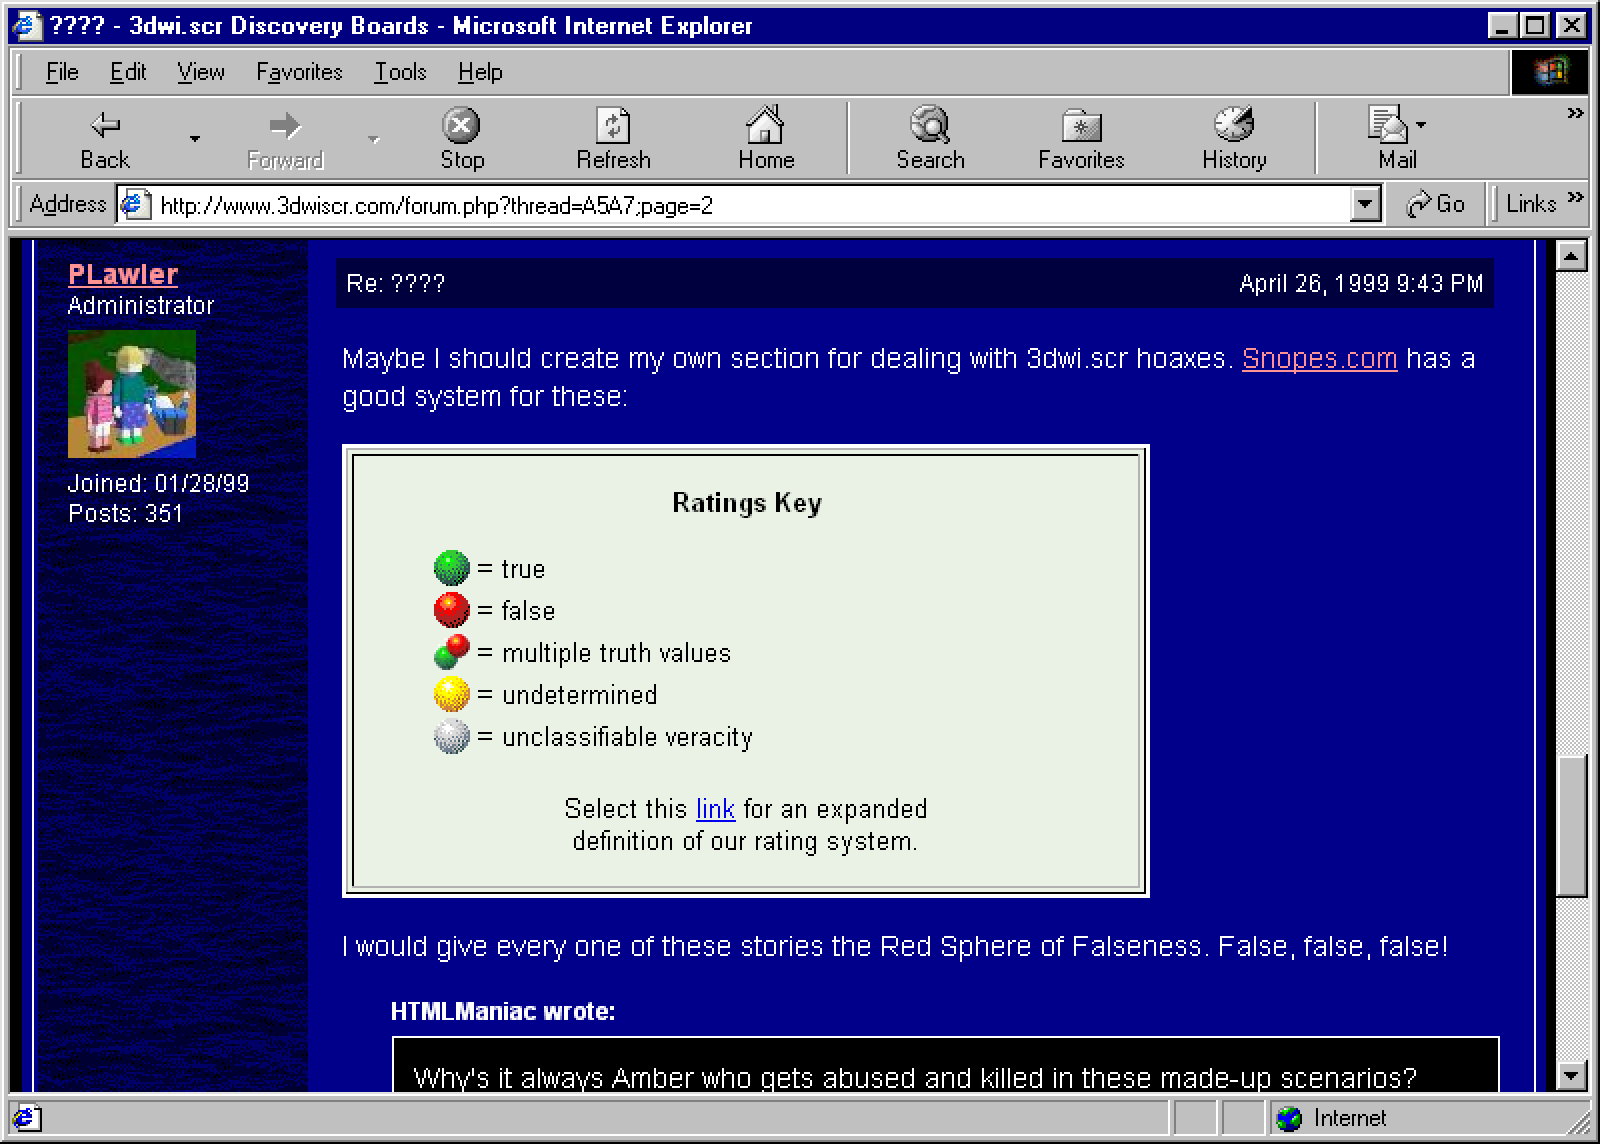 ???? - 3dwi.scr Discovery Boards - Microsoft Internet Explorer
File Edit View Favorites Tools Help
Back Forward Stop Refresh Home Search Favorites History Mail »
Address http://www.3dwiscr.com/forum.php?thread=A5A7;page=2 Go Links »
PLawler
Administrator
Joined: 01/28/99
Posts: 351
Re: ???? April 26, 1999 9:43 PM
Maybe I should create my own section for dealing with 3dwi.scr hoaxes. Snopes.com has a
good system for these:
Ratings Key
= true
= false
= multiple truth values
= undetermined
= unclassifiable veracity
Select this link for an expanded
definition of our rating system.
I would give every one of these stories the Red Sphere of Falseness. False, false, false!
HTMLManiac wrote:
Why's it always Amber who gets abused and killed in these made-up scenarios?
Internet